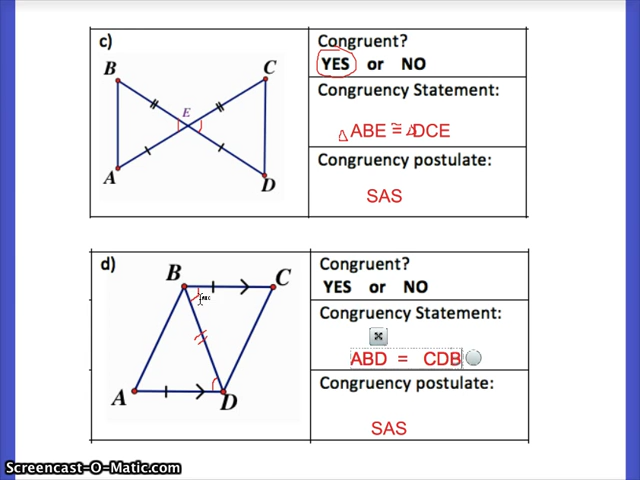 c)
B
C
E
A
D
Congruent?
YES or NO
Congruency Statement:
△ABE ≅ △DCE
Congruency postulate:
SAS
d)
B
C
A
D
Congruent?
YES or NO
Congruency Statement:
ABD = CDB
Congruency postulate:
SAS
Screencast-O-Matic.com